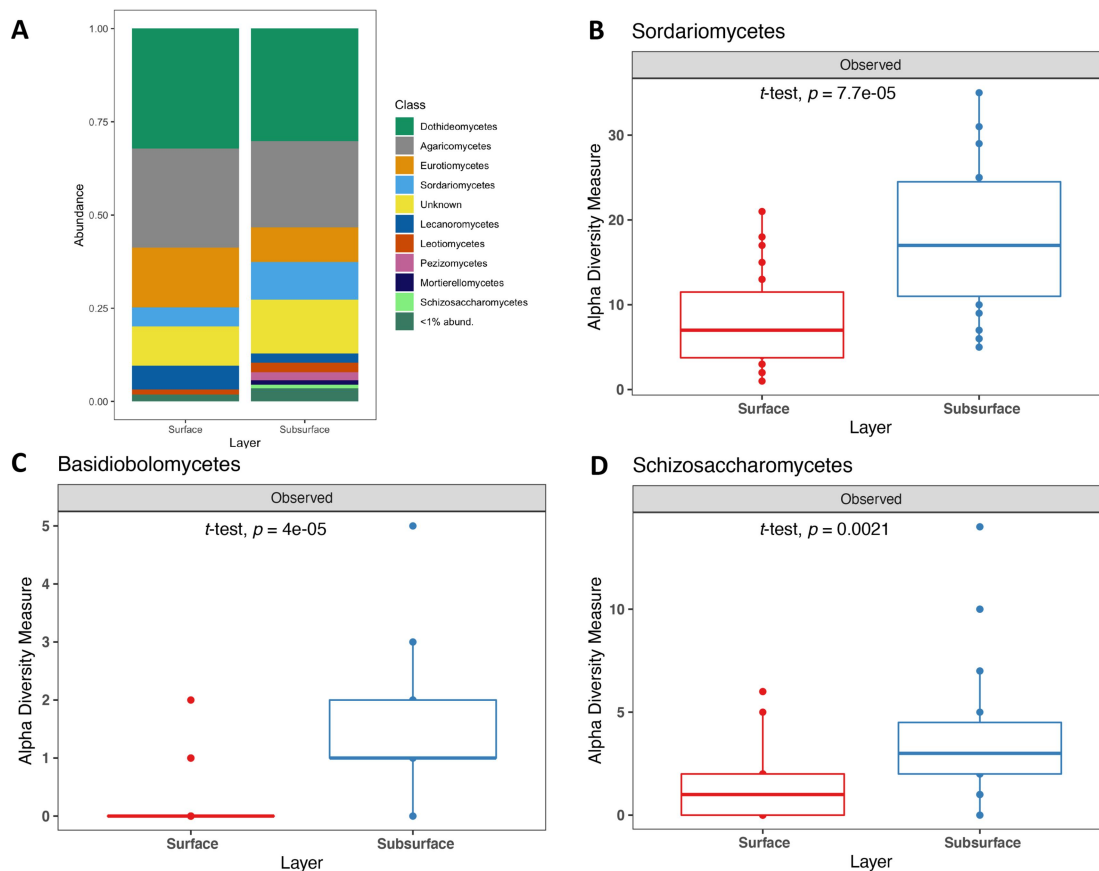 A
1.00
0.75
0.50
0.25
0.00
Abundance
Surface
Subsurface
Layer
Class
Dothideomycetes
Agaricomycetes
Eurotiomycetes
Sordariomycetes
Unknown
Lecanoromycetes
Leotiomycetes
Pezizomycetes
Mortierellomycetes
Schizosaccharomycetes
<1% abund.
B Sordariomycetes
Observed
t-test, p = 7.7e-05
30
20
10
0
Alpha Diversity Measure
Surface
Subsurface
Layer
C Basidiobolomycetes
Observed
t-test, p = 4e-05
5
4
3
2
1
0
Alpha Diversity Measure
Surface
Subsurface
Layer
D Schizosaccharomycetes
Observed
t-test, p = 0.0021
10
5
0
Alpha Diversity Measure
Surface
Subsurface
Layer